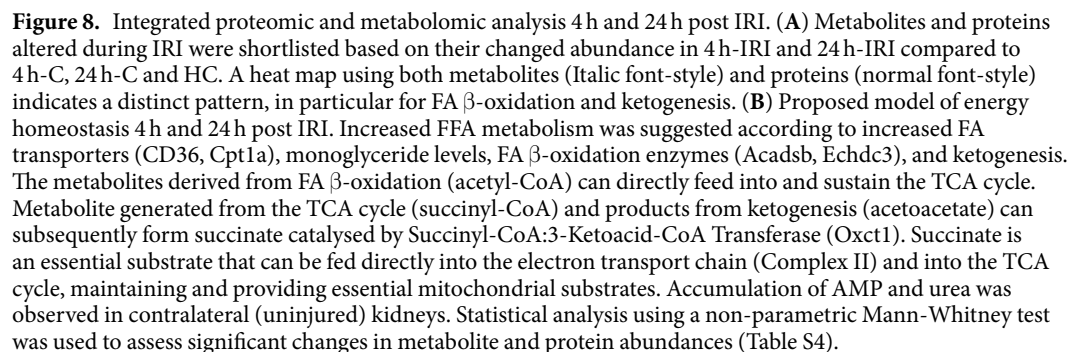 Figure 8. Integrated proteomic and metabolomic analysis 4 h and 24 h post IRI. (A) Metabolites and proteins
altered during IRI were shortlisted based on their changed abundance in 4 h-IRI and 24 h-IRI compared to
4 h-C, 24 h-C and HC. A heat map using both metabolites (Italic font-style) and proteins (normal font-style)
indicates a distinct pattern, in particular for FA β-oxidation and ketogenesis. (B) Proposed model of energy
homeostasis 4 h and 24 h post IRI. Increased FFA metabolism was suggested according to increased FA
transporters (CD36, Cpt1a), monoglyceride levels, FA β-oxidation enzymes (Acadsb, Echdc3), and ketogenesis.
The metabolites derived from FA β-oxidation (acetyl-CoA) can directly feed into and sustain the TCA cycle.
Metabolite generated from the TCA cycle (succinyl-CoA) and products from ketogenesis (acetoacetate) can
subsequently form succinate catalysed by Succinyl-CoA:3-Ketoacid-CoA Transferase (Oxct1). Succinate is
an essential substrate that can be fed directly into the electron transport chain (Complex II) and into the TCA
cycle, maintaining and providing essential mitochondrial substrates. Accumulation of AMP and urea was
observed in contralateral (uninjured) kidneys. Statistical analysis using a non-parametric Mann-Whitney test
was used to assess significant changes in metabolite and protein abundances (Table S4).